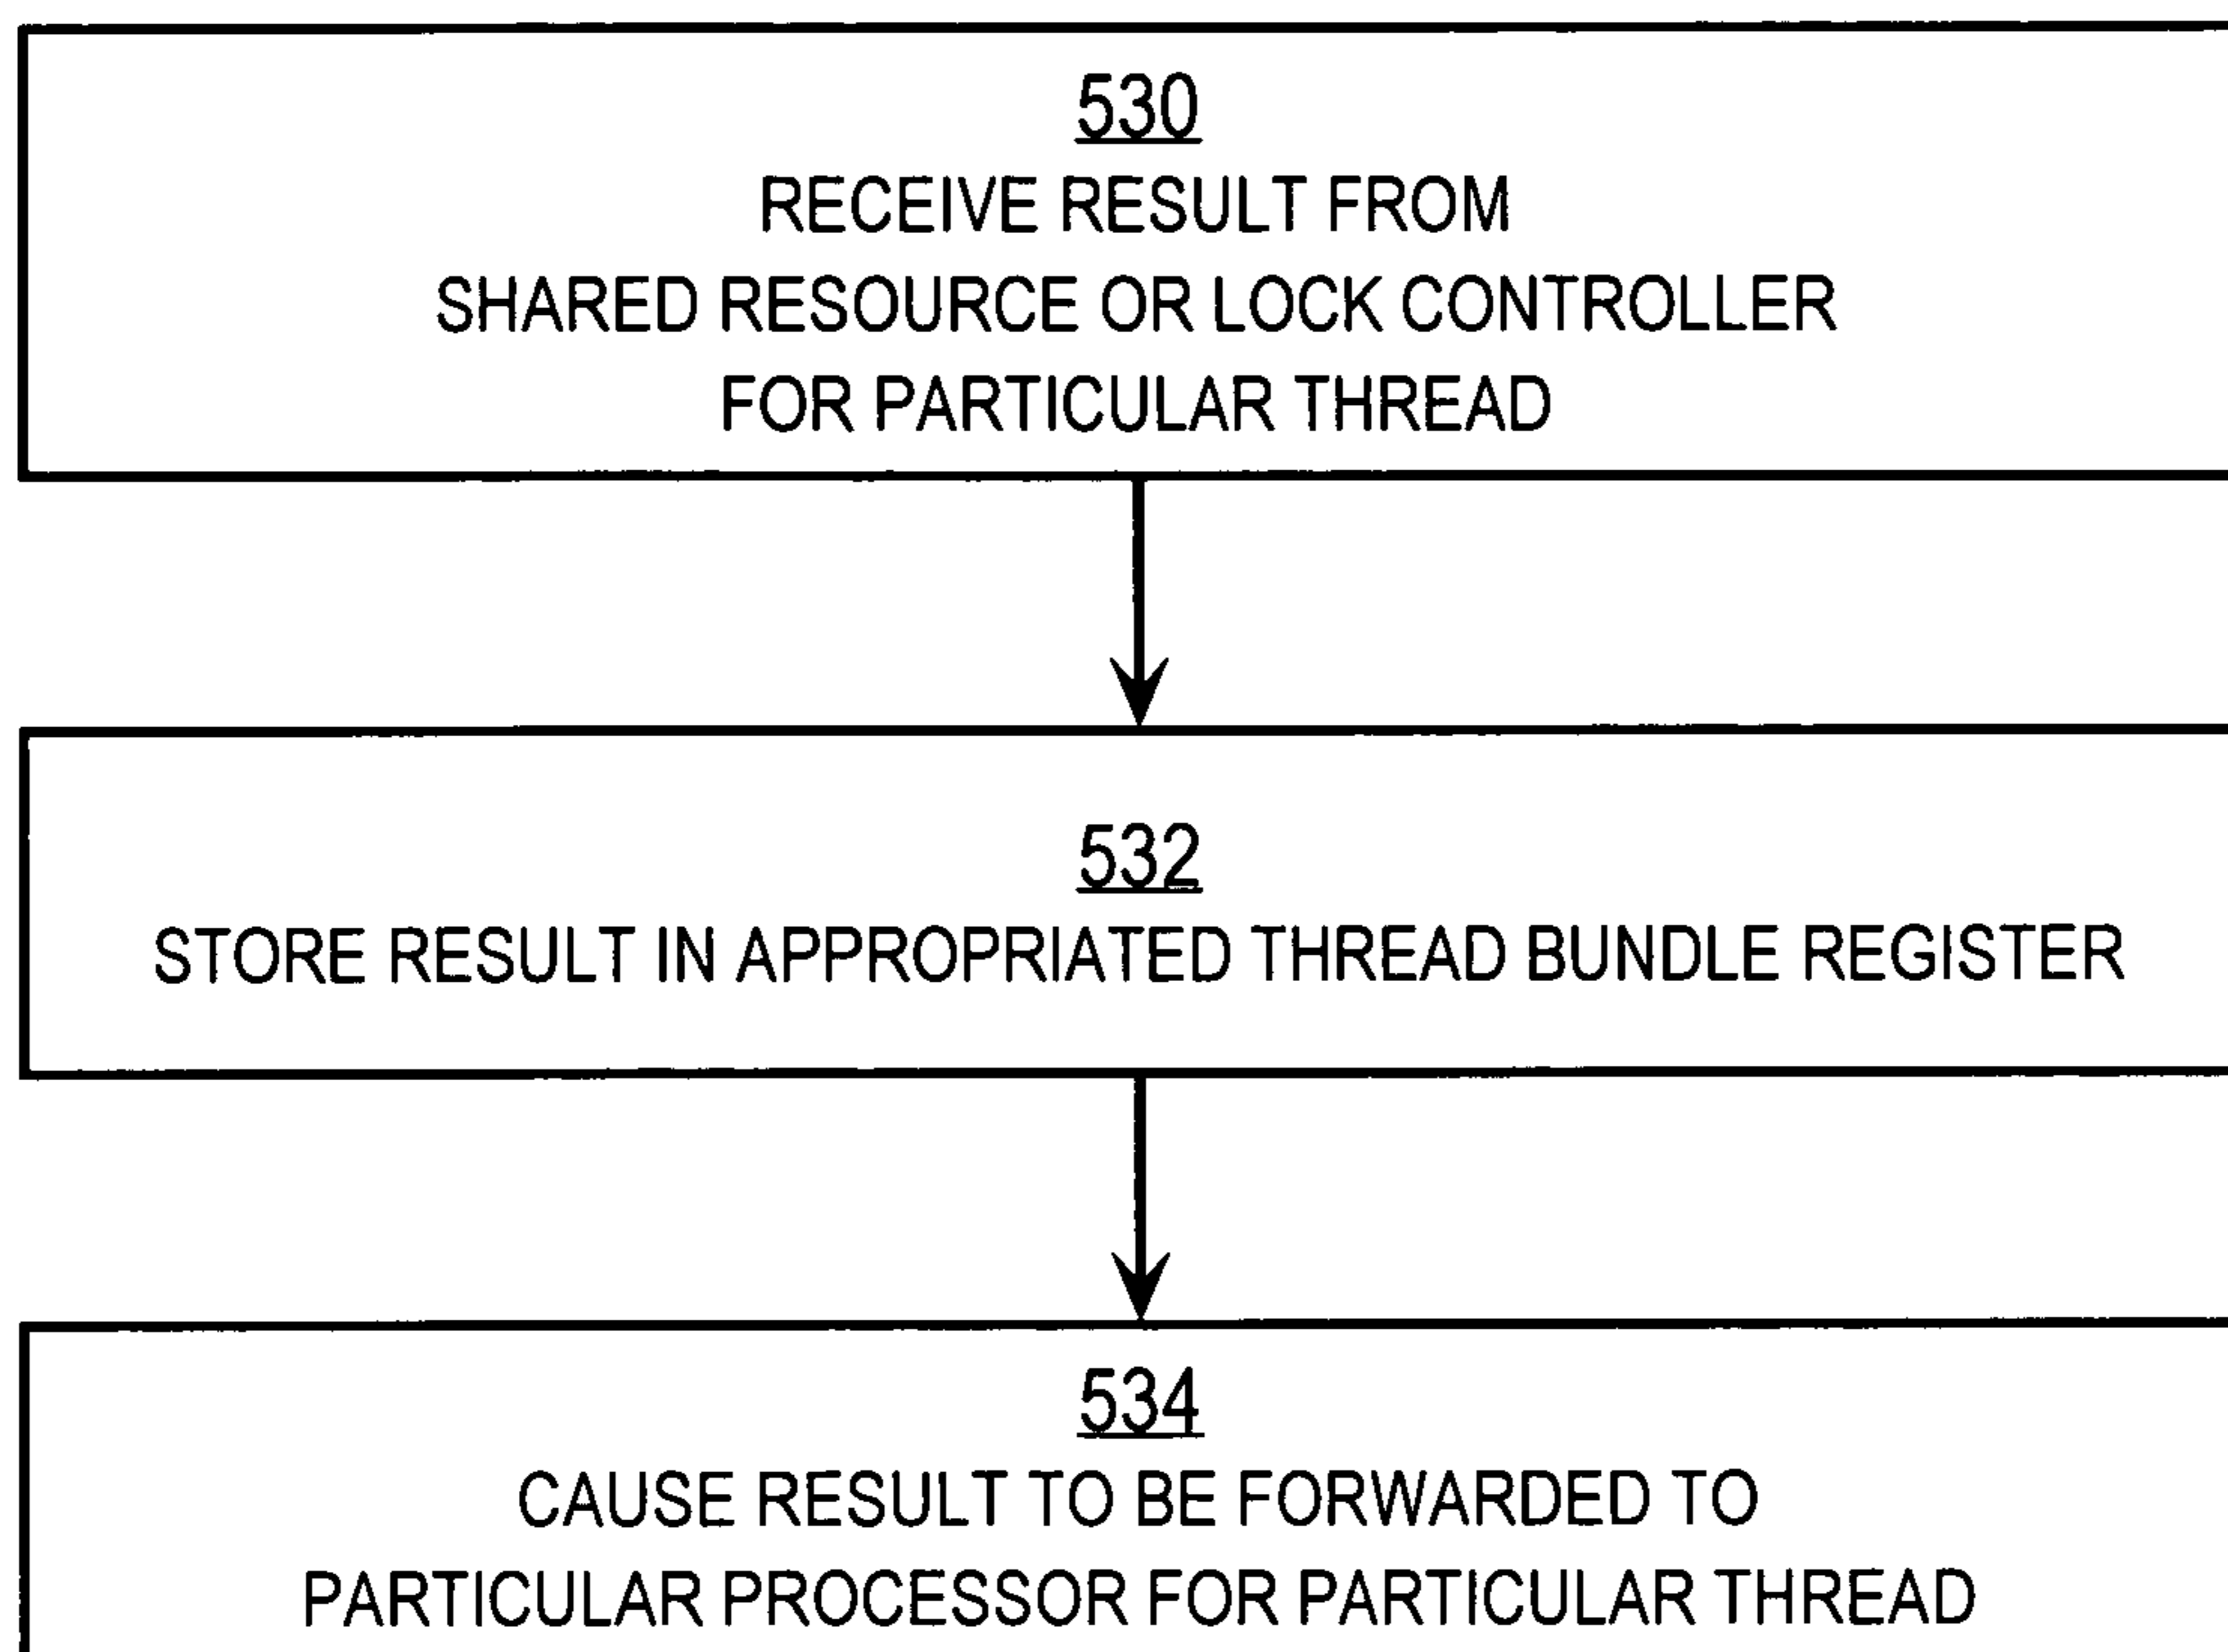 530
RECEIVE RESULT FROM
SHARED RESOURCE OR LOCK CONTROLLER
FOR PARTICULAR THREAD
532
STORE RESULT IN APPROPRIATED THREAD BUNDLE REGISTER
534
CAUSE RESULT TO BE FORWARDED TO
PARTICULAR PROCESSOR FOR PARTICULAR THREAD